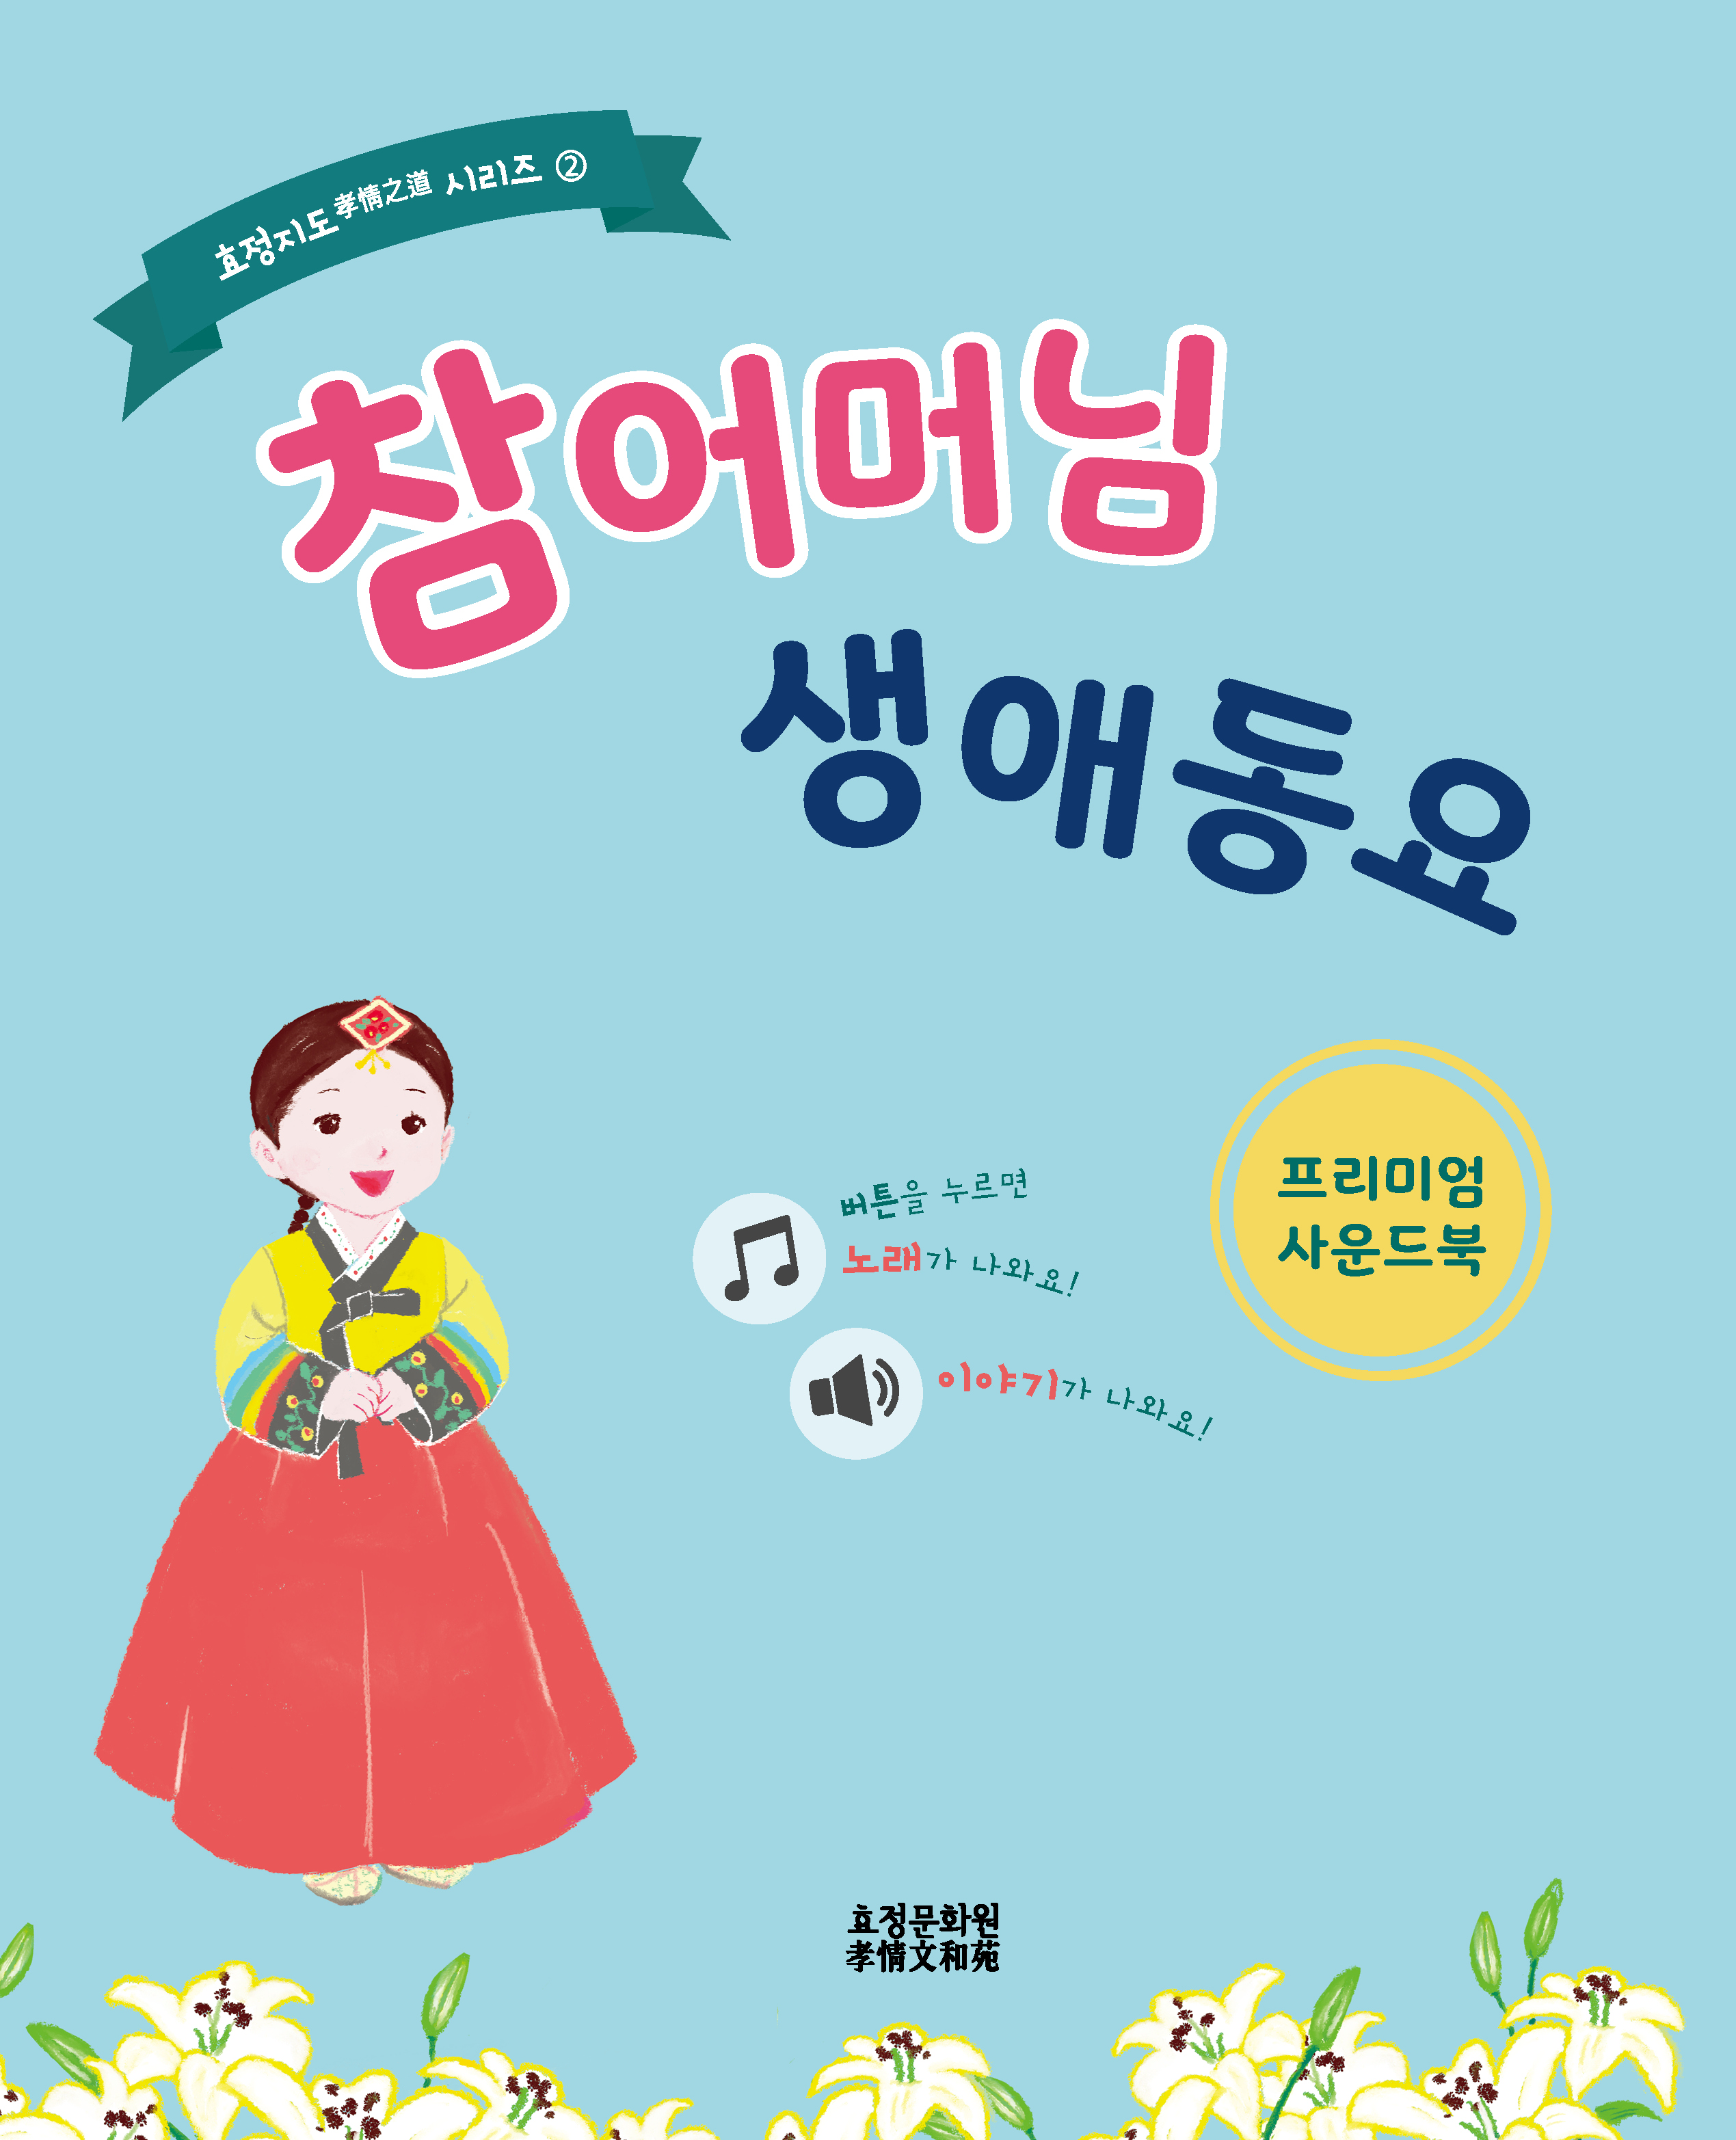 효정지도孝情之道 시리즈 ②
참어머님
생애동요
버튼을 누르면
노래가 나와요!
이야기가 나와요!
프리미엄
사운드북
효정문화원
孝情文和苑